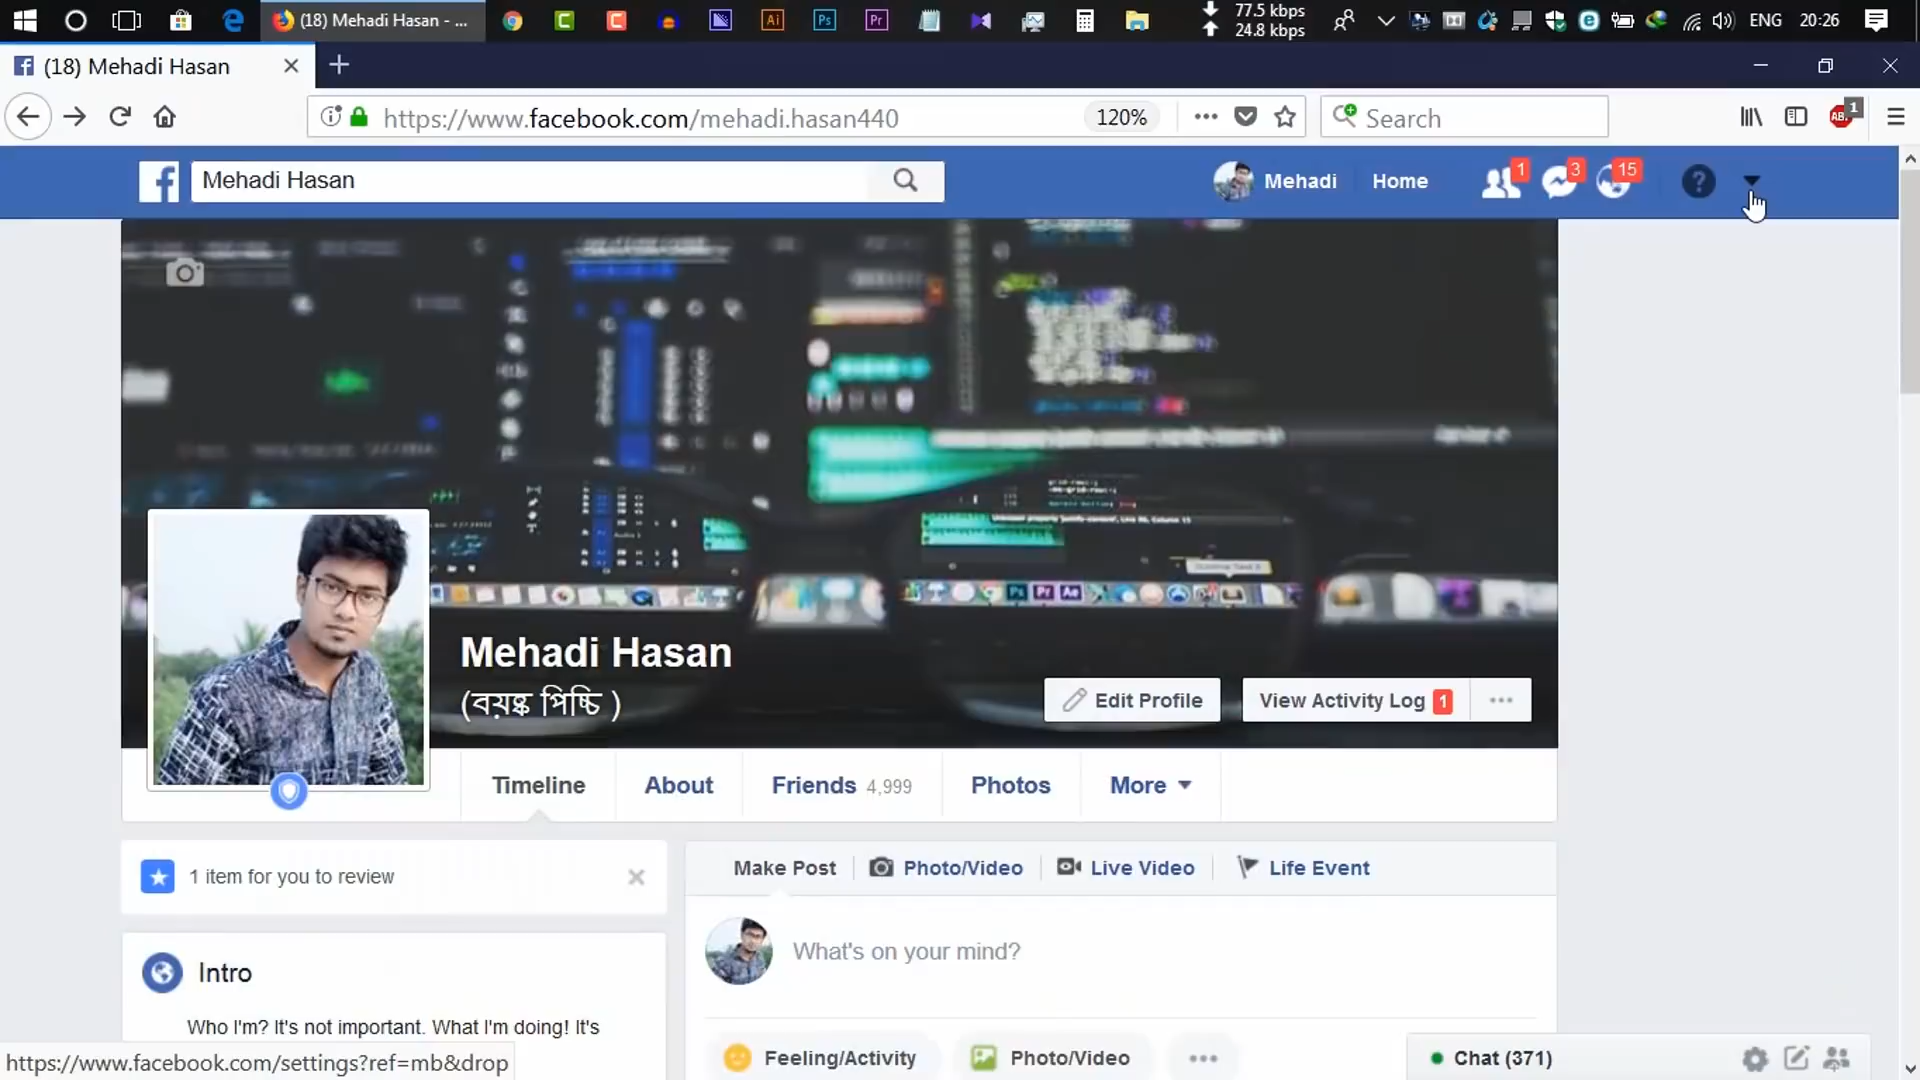 (18) Mehadi Hasan - ...
77.5 kbps
24.8 kbps
ENG
20:26
(18) Mehadi Hasan
https://www.facebook.com/mehadi.hasan440
120%
Search
ABP
1
Mehadi Hasan
Mehadi
Home
1
3
15
Mehadi Hasan
(বয়ষ্ক পিচ্চি )
Edit Profile
View Activity Log 1
Timeline
About
Friends 4,999
Photos
More
1 item for you to review
Make Post
Photo/Video
Live Video
Life Event
What's on your mind?
Intro
Who I'm? It's not important. What I'm doing! It's
Feeling/Activity
Photo/Video
Chat (371)
https://www.facebook.com/settings?ref=mb&drop